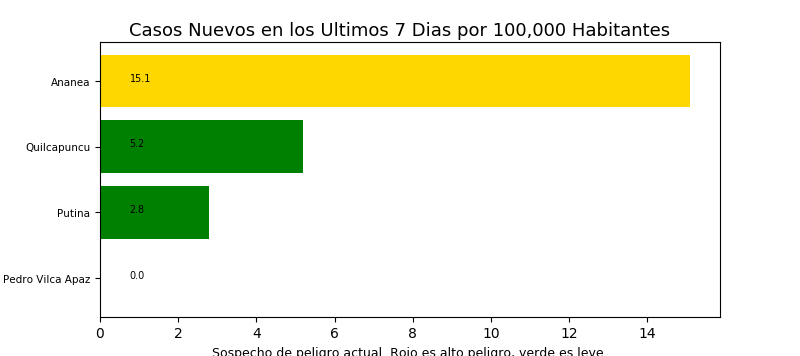 Casos Nuevos en los Ultimos 7 Dias por 100,000 Habitantes
Ananea 15.1
Quilcapuncu 5.2
Putina 2.8
Pedro Vilca Apaz 0.0
0 2 4 6 8 10 12 14
Sospecho de peligro actual. Rojo es alto peligro, verde es leve